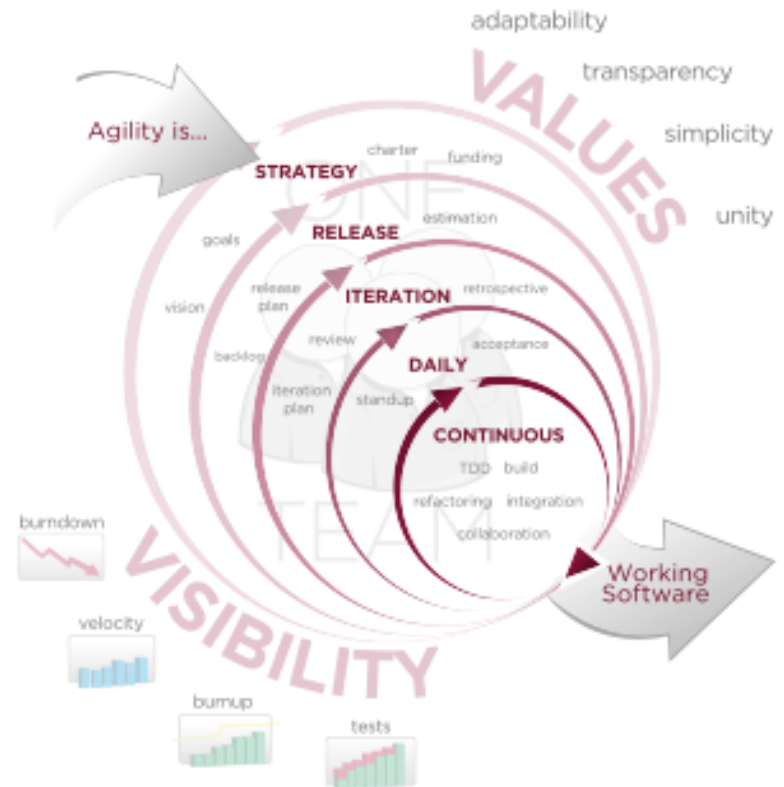 adaptability
transparency
simplicity
unity
VALUES
Agility is...
ONE
TEAM
STRATEGY
charter
funding
goals
vision
RELEASE
estimation
release
plan
backlog
ITERATION
retrospective
review
iteration
plan
DAILY
acceptance
standup
CONTINUOUS
TDD build
refactoring integration
collaboration
Working
Software
VISIBILITY
burndown
velocity
burnup
tests